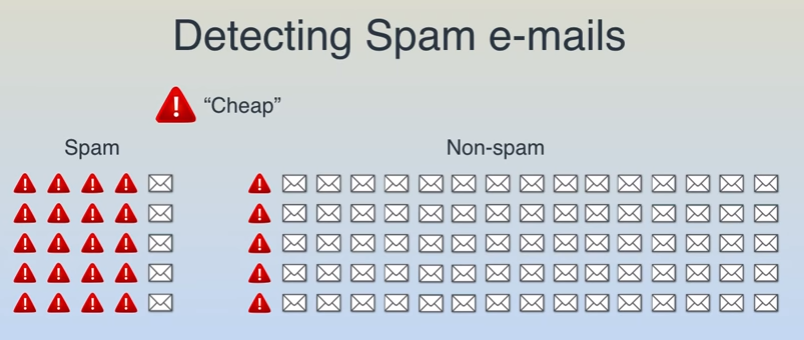 Detecting Spam e-mails
“Cheap”
Spam
Non-spam